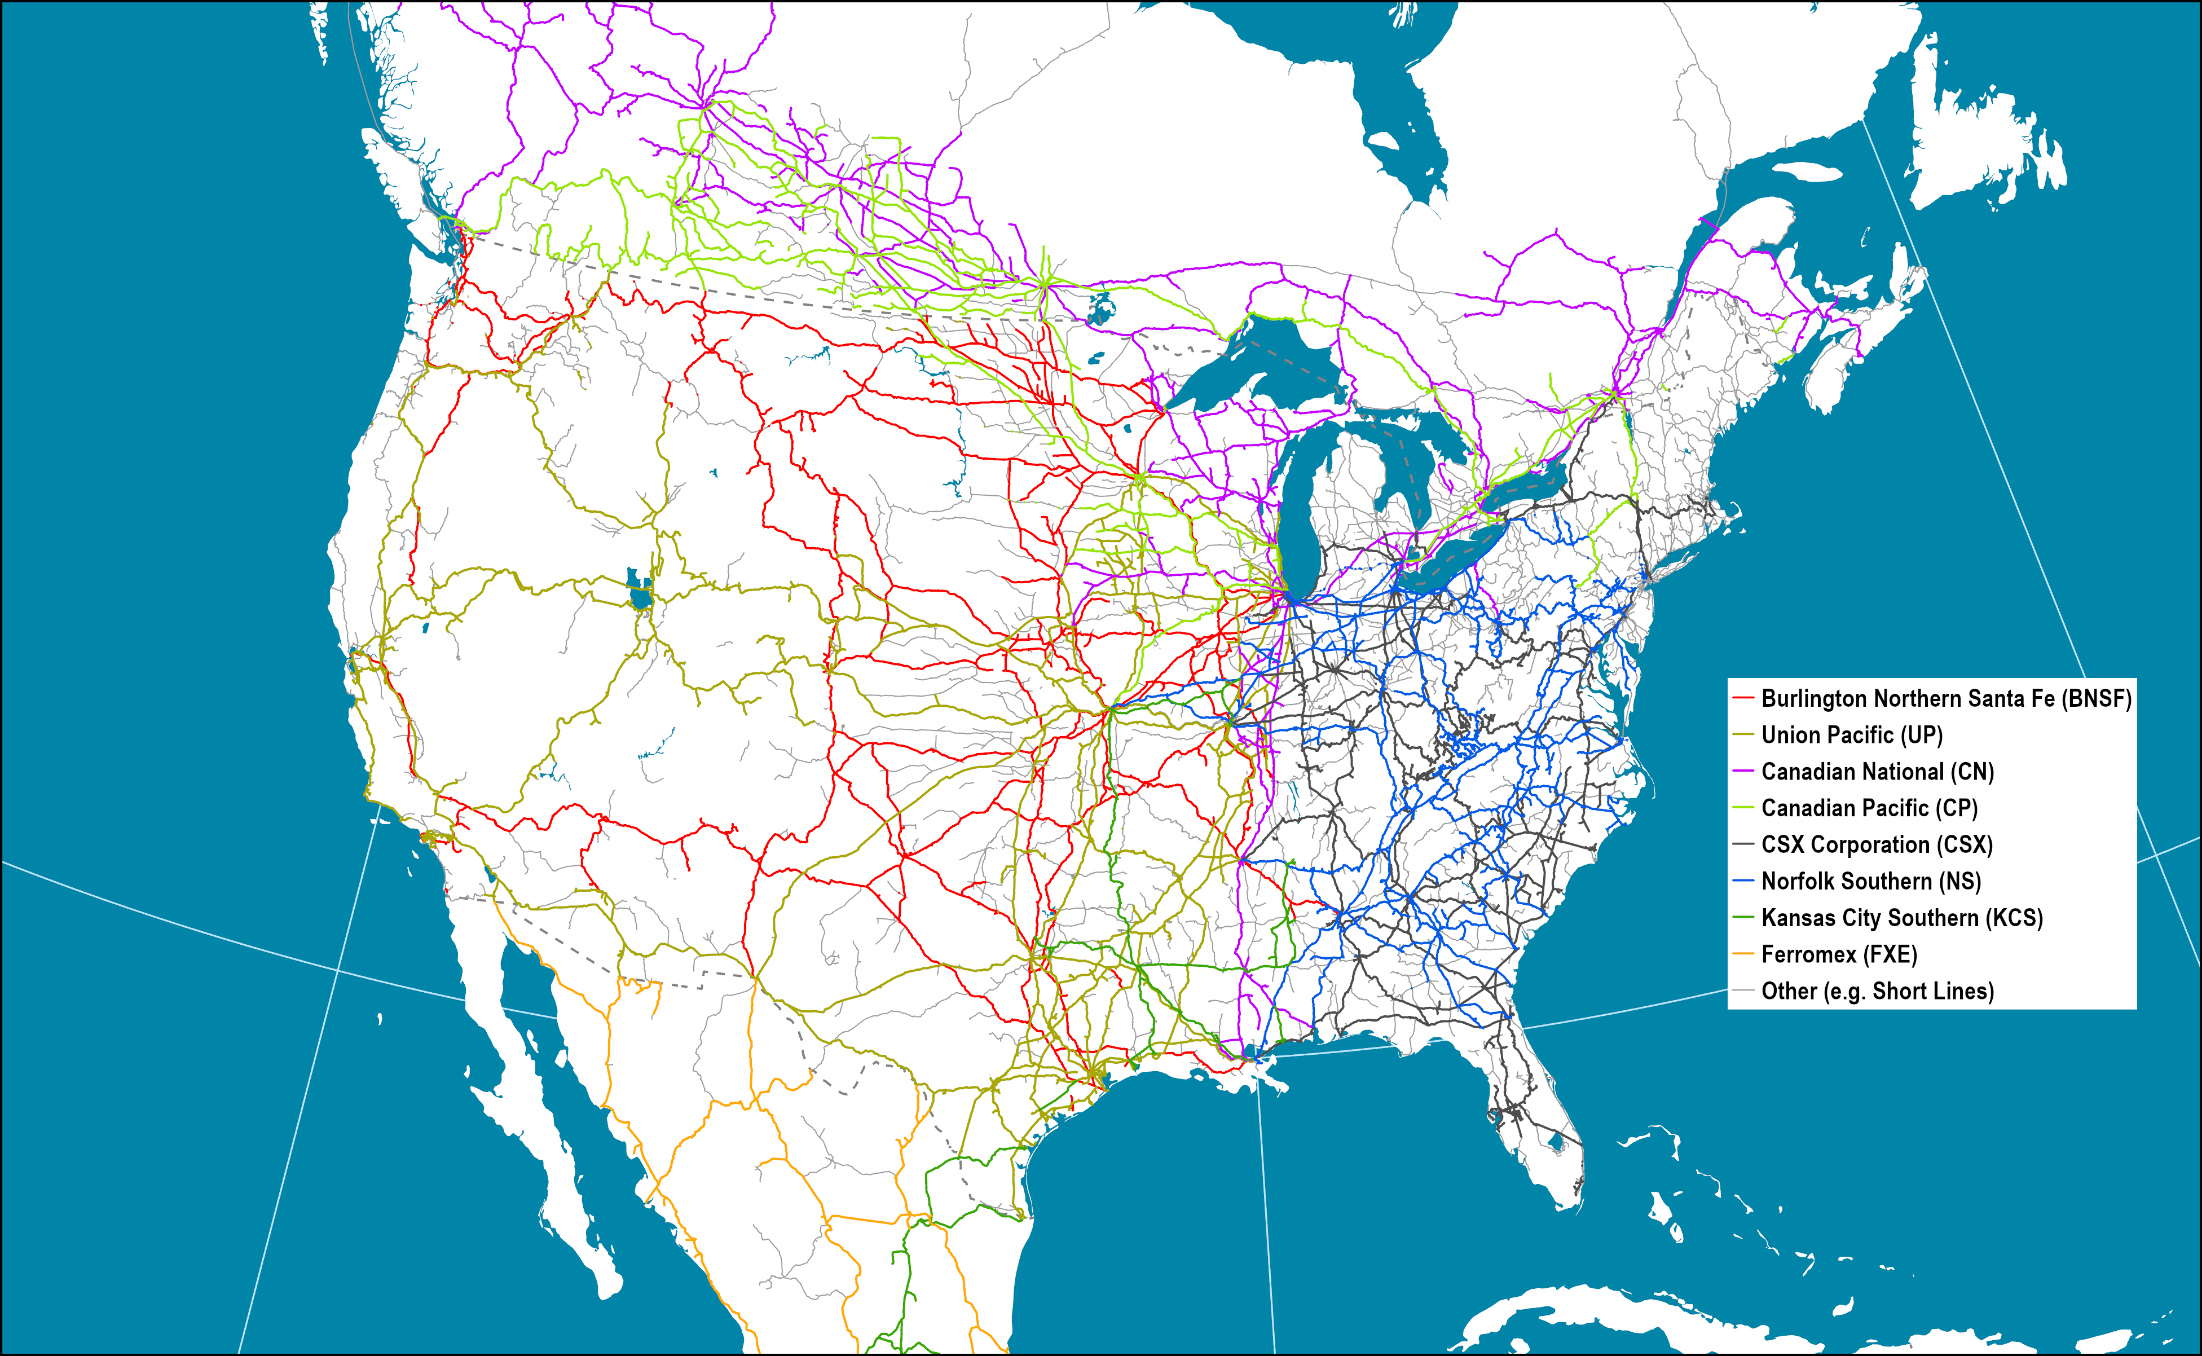 Burlington Northern Santa Fe (BNSF)
Union Pacific (UP)
Canadian National (CN)
Canadian Pacific (CP)
CSX Corporation (CSX)
Norfolk Southern (NS)
Kansas City Southern (KCS)
Ferromex (FXE)
Other (e.g. Short Lines)